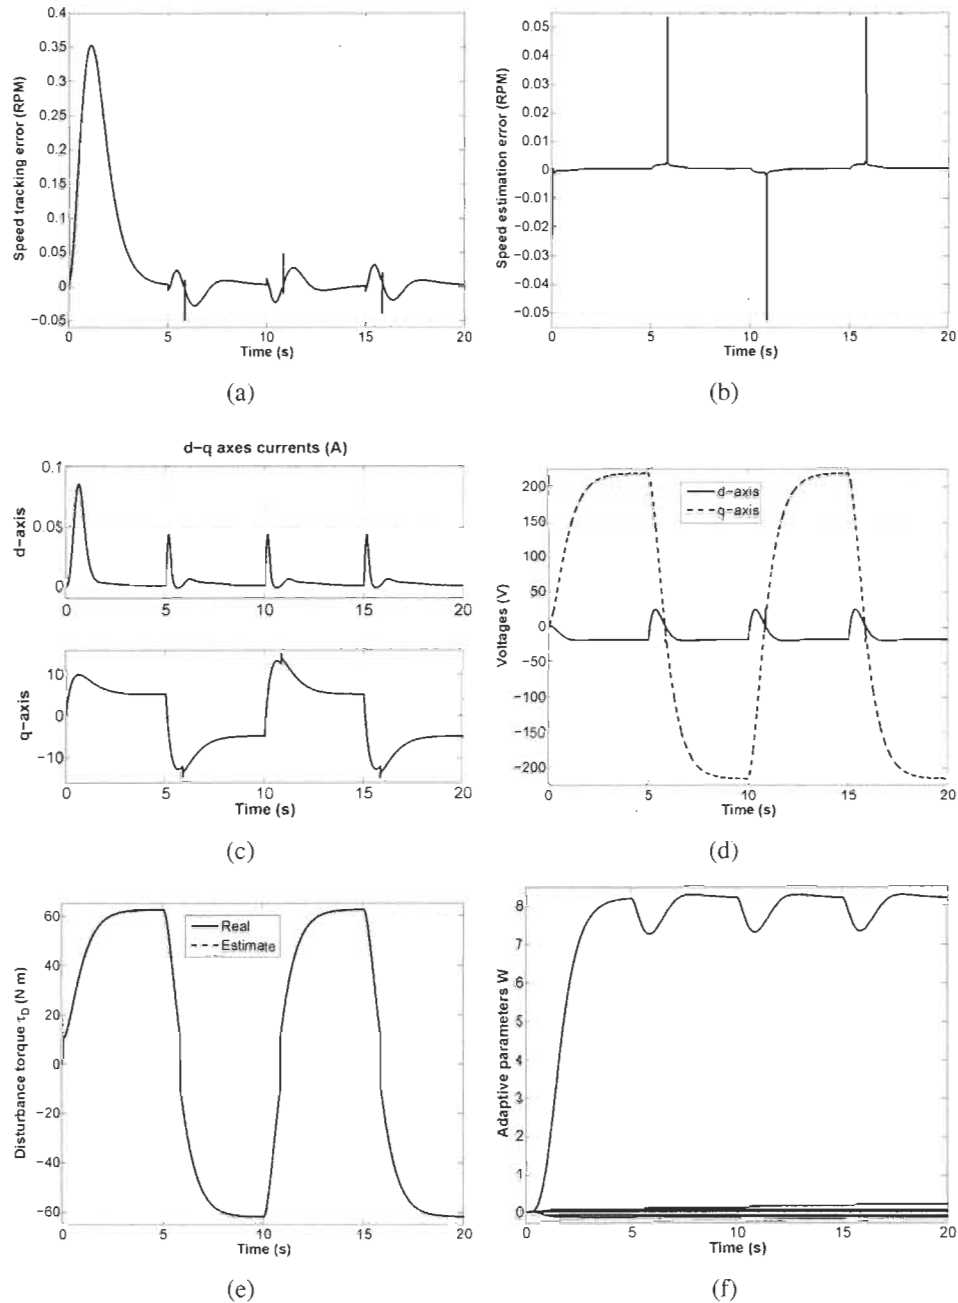 Speed tracking error (RPM)
0.4
0.35
0.3
0.25
0.2
0.15
0.1
0.05
0
−0.05
0 5 10 15 20
Time (s)
(a)
Speed estimation error (RPM)
0.05
0.04
0.03
0.02
0.01
0
−0.01
−0.02
−0.03
−0.04
−0.05
0 5 10 15 20
Time (s)
(b)
d−q axes currents (A)
d−axis
0.1
0.05
0
0 5 10 15 20
q−axis
10
0
−10
0 5 10 15 20
Time (s)
(c)
Voltages (V)
200
150
100
50
0
−50
−100
−150
−200
d−axis
q−axis
0 5 10 15 20
Time (s)
(d)
Disturbance torque τD (N m)
60
40
20
0
−20
−40
−60
Real
Estimate
0 5 10 15 20
Time (s)
(e)
Adaptive parameters W
8
7
6
5
4
3
2
1
0
0 5 10 15 20
Time (s)
(f)